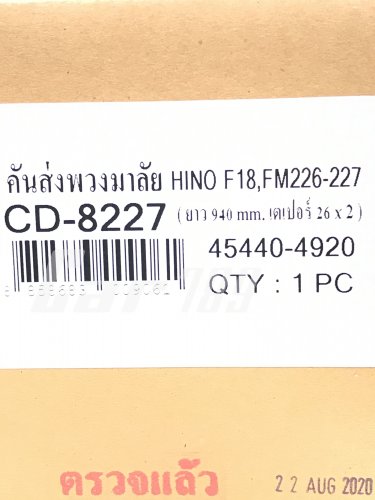 คันส่งพวงมาลัย HINO F18,FM226-227
CD-8227 (ยาว 940 mm. เตเปอร์ 26 x 2)
45440-4920
QTY : 1 PC
ตรวจแล้ว
22 AUG 2020